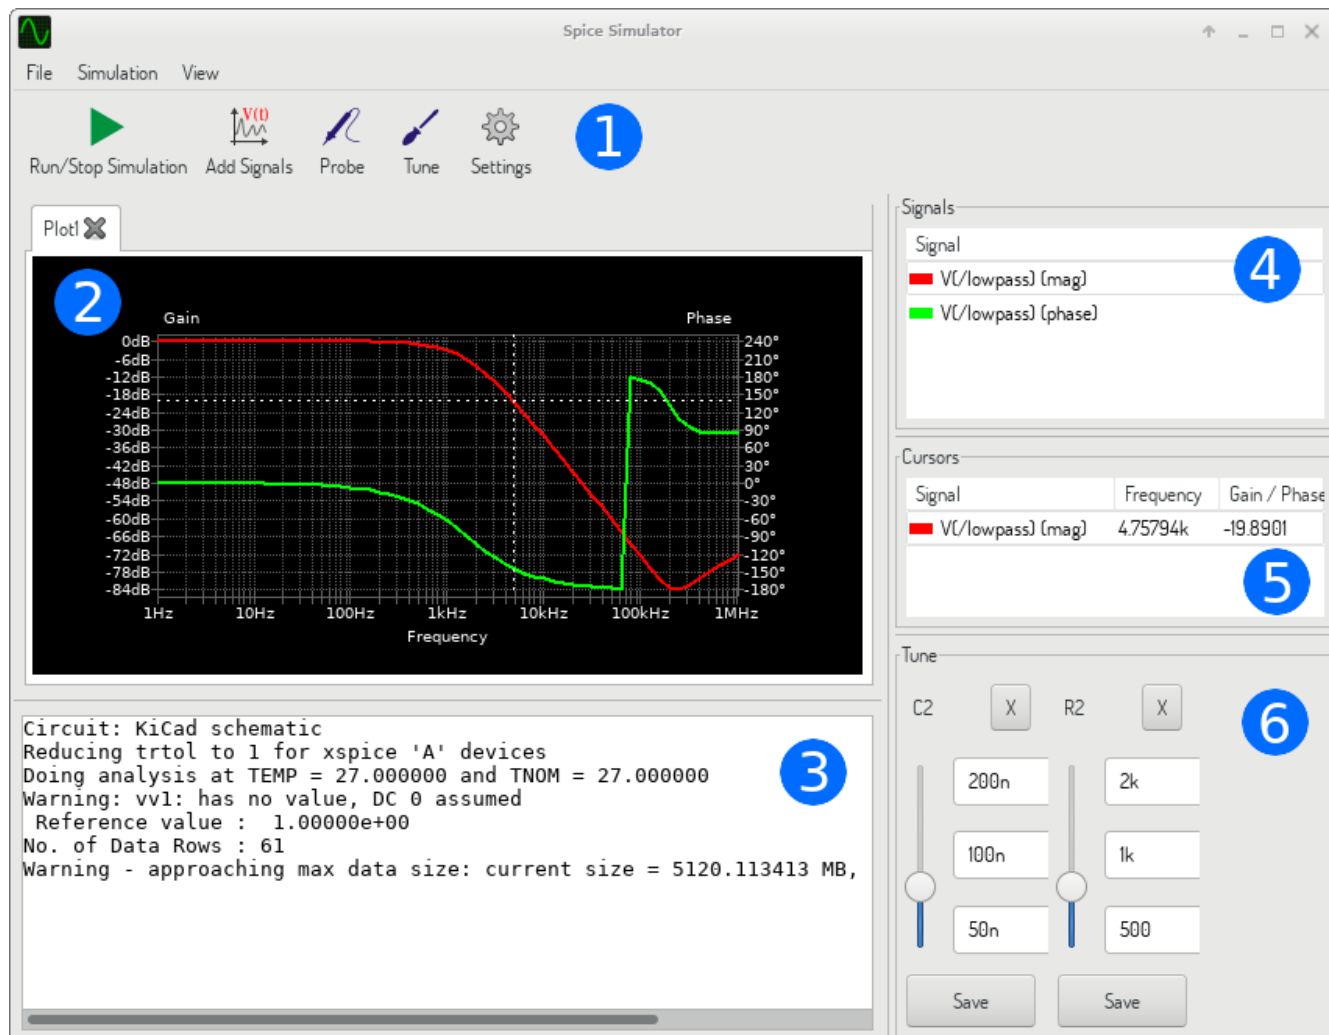 Spice Simulator
File Simulation View
Run/Stop Simulation Add Signals V(t) Probe Tune Settings 1
Plot1
2
Gain Phase
0dB 240°
-6dB 210°
-12dB 180°
-18dB 150°
-24dB 120°
-30dB 90°
-36dB 60°
-42dB 30°
-48dB 0°
-54dB -30°
-60dB -60°
-66dB -90°
-72dB -120°
-78dB -150°
-84dB -180°
1Hz 10Hz 100Hz 1kHz 10kHz 100kHz 1MHz
Frequency
Circuit: KiCad schematic
Reducing trtol to 1 for xspice 'A' devices
Doing analysis at TEMP = 27.000000 and TNOM = 27.000000
Warning: vv1: has no value, DC 0 assumed
Reference value : 1.00000e+00
No. of Data Rows : 61
Warning - approaching max data size: current size = 5120.113413 MB,
3
Signals
Signal
4
V(/lowpass) (mag)
V(/lowpass) (phase)
Cursors
Signal Frequency Gain / Phase
V(/lowpass) (mag) 4.75794k -19.8901
5
Tune
C2 X R2 X
6
200n 2k
100n 1k
50n 500
Save Save